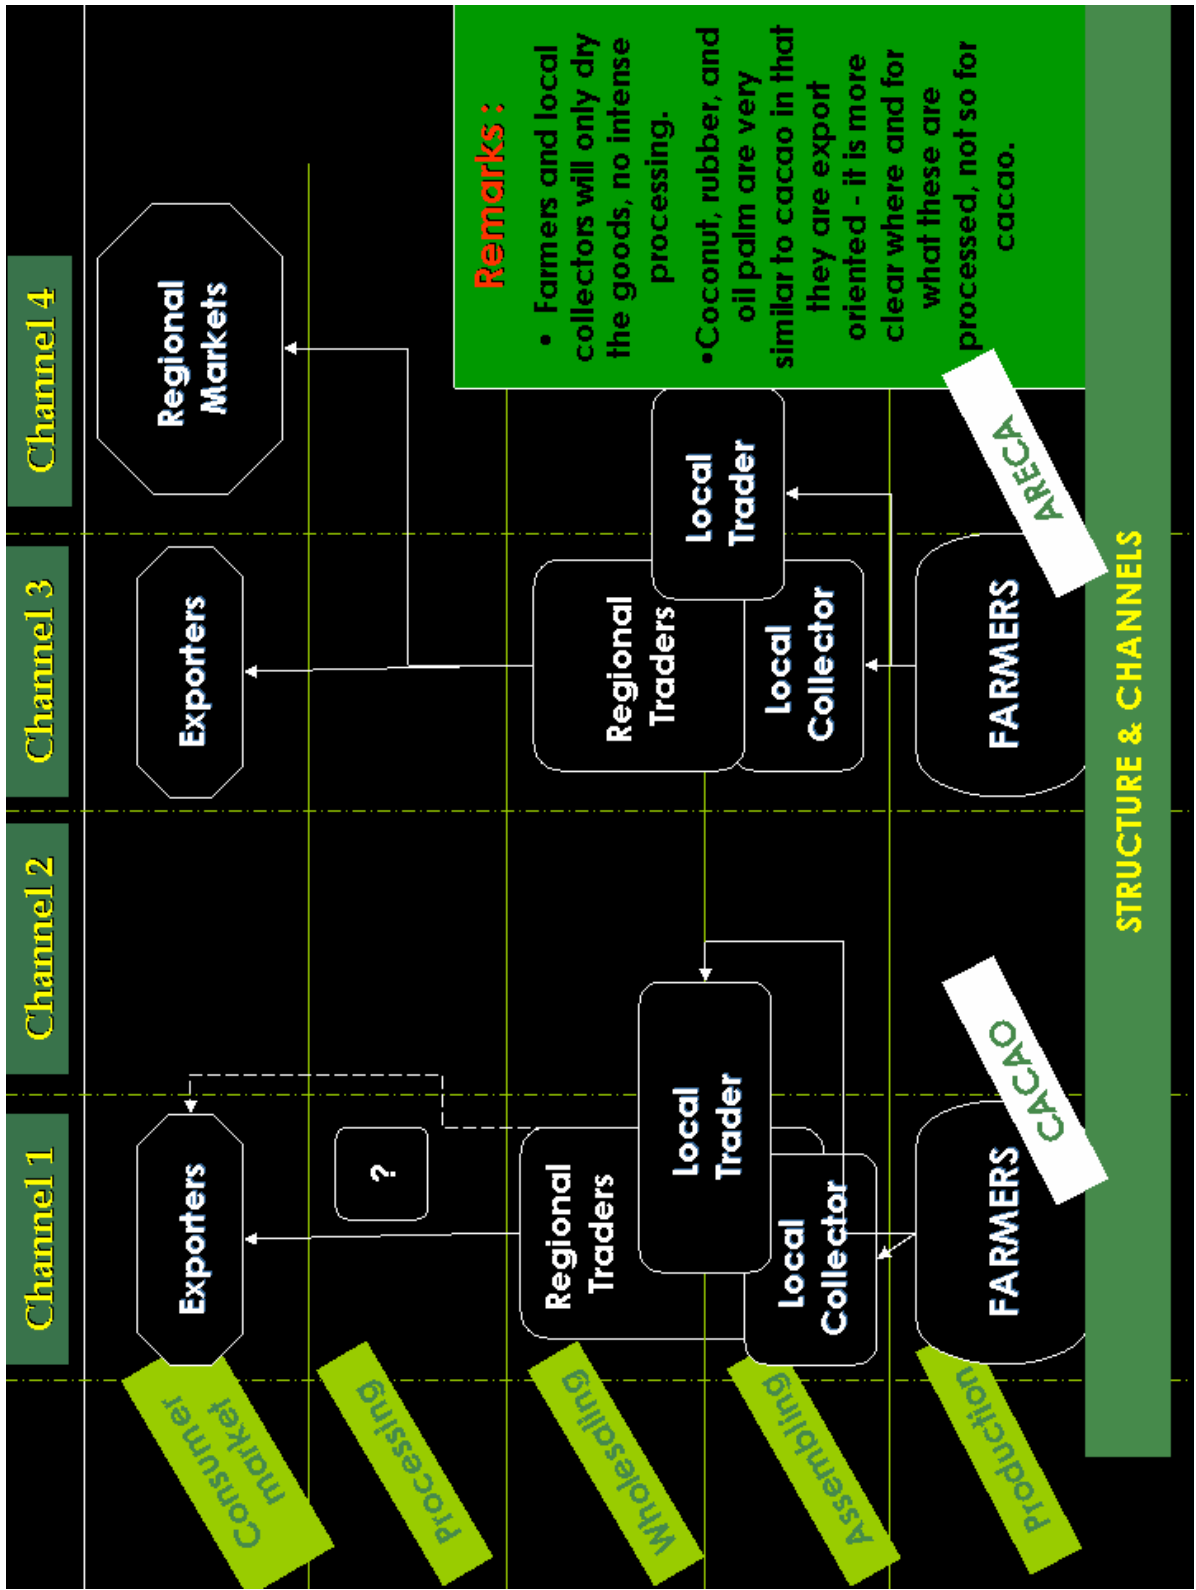 Channel 1
Channel 2
Channel 3
Channel 4
Consumer
market
Exporters
Exporters
Regional
Markets
Processing
?
Wholesaling
Regional
Traders
Local
Trader
Regional
Traders
Local
Trader
Assembling
Local
Collector
Local
Collector
Production
FARMERS
CACAO
FARMERS
ARECA
Remarks :
• Farmers and local
collectors will only dry
the goods, no intense
processing.
•Coconut, rubber, and
oil palm are very
similar to cacao in that
they are export
oriented - it is more
clear where and for
what these are
processed, not so for
cacao.
STRUCTURE & CHANNELS